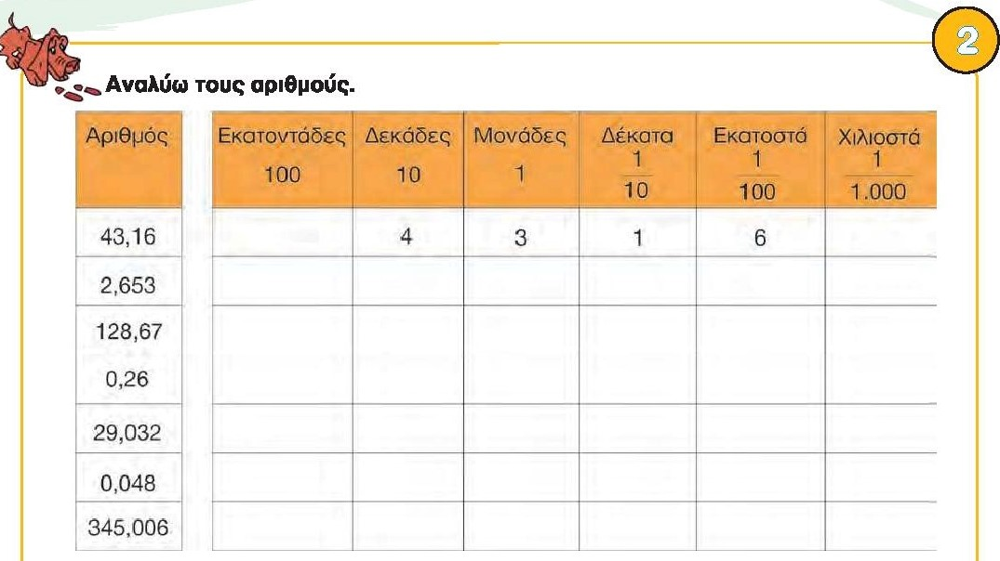 2
Αναλύω τους αριθμούς.
Αριθμός Εκατοντάδες Δεκάδες Μονάδες Δέκατα Εκατοστά Χιλιοστά
100 10 1 1/10 1/100 1/1.000
43,16 4 3 1 6
2,653
128,67
0,26
29,032
0,048
345,006